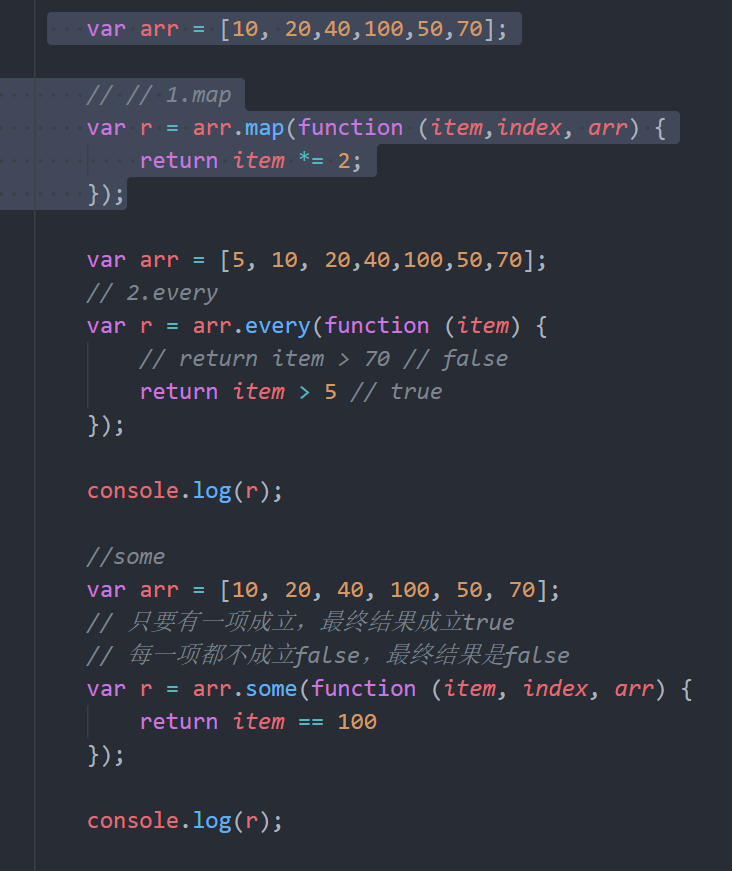 var arr = [10, 20,40,100,50,70];
// // 1.map
var r = arr.map(function (item,index, arr) {
return item *= 2;
});
var arr = [5, 10, 20,40,100,50,70];
// 2.every
var r = arr.every(function (item) {
// return item > 70 // false
return item > 5 // true
});
console.log(r);
//some
var arr = [10, 20, 40, 100, 50, 70];
// 只要有一项成立，最终结果成立true
// 每一项都不成立false，最终结果是false
var r = arr.some(function (item, index, arr) {
return item == 100
});
console.log(r);